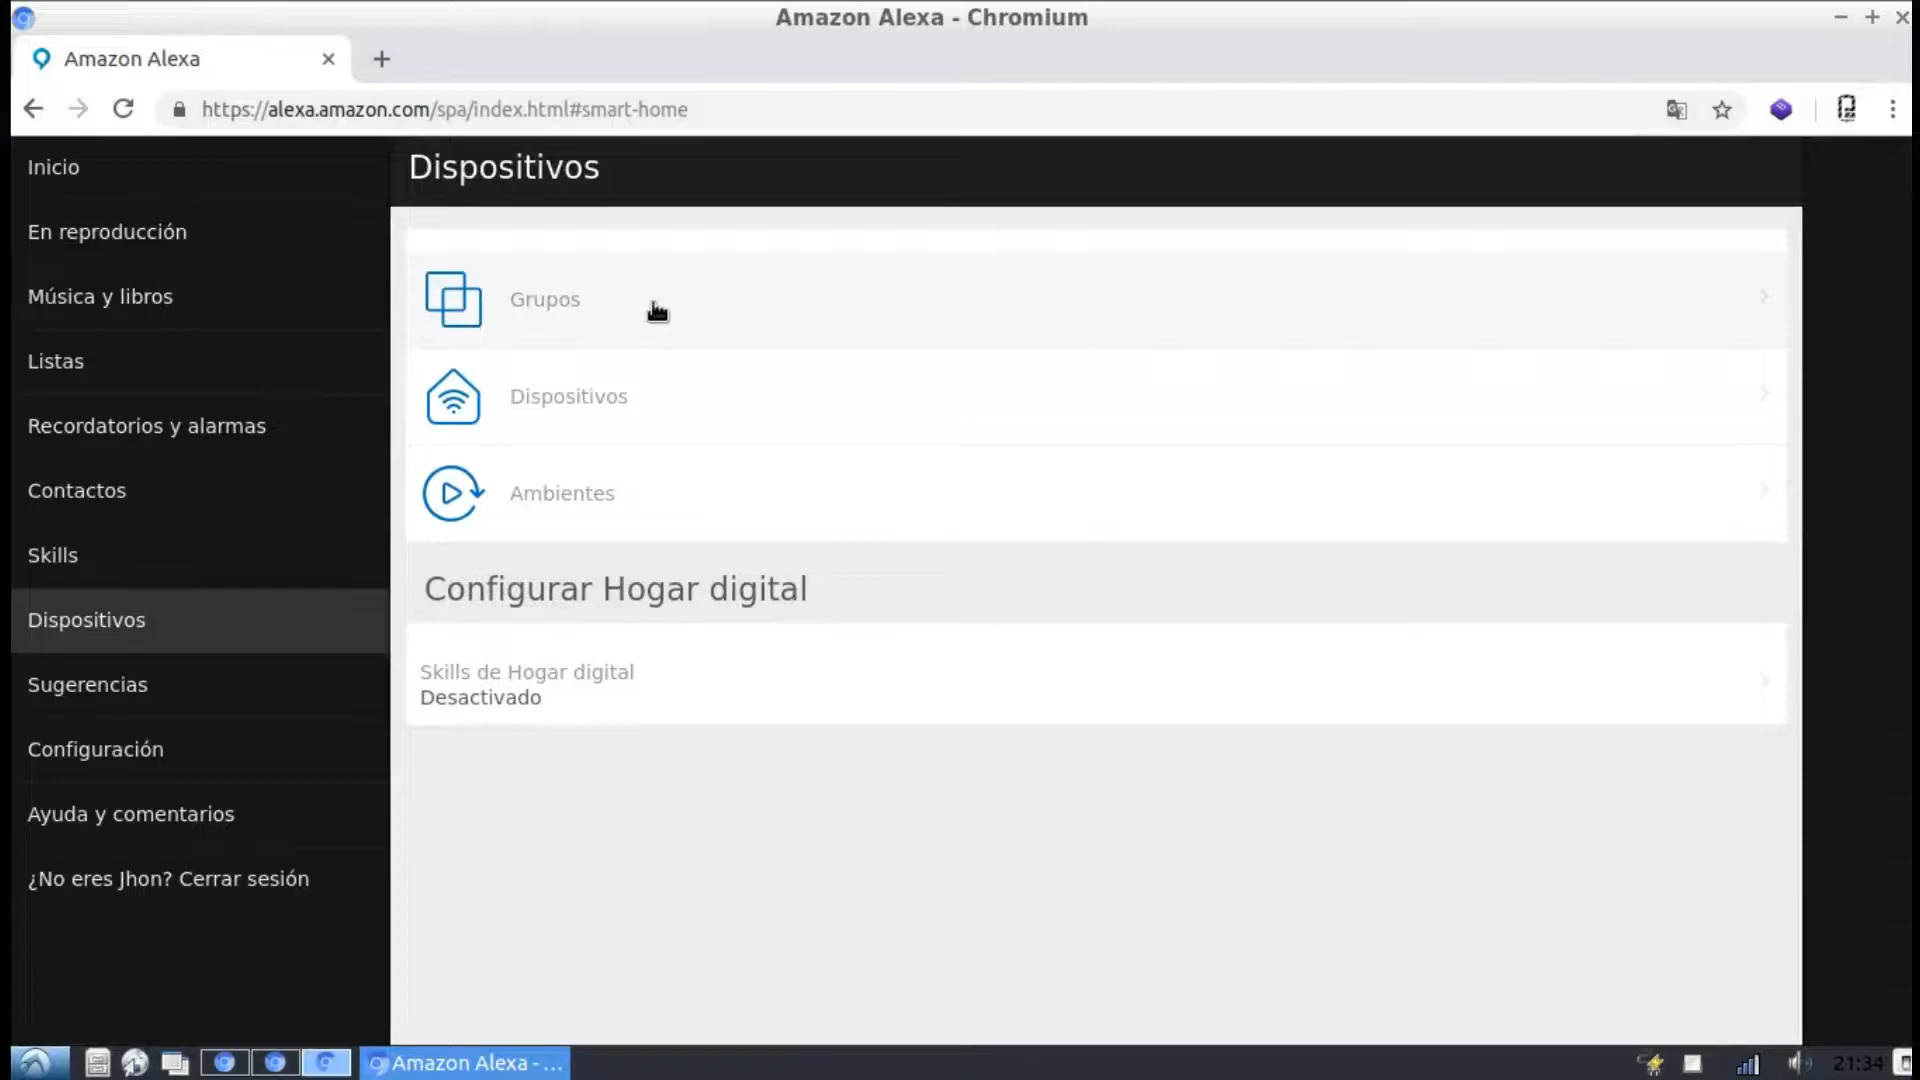 Amazon Alexa - Chromium
Amazon Alexa
https://alexa.amazon.com/spa/index.html#smart-home
Inicio
En reproducción
Música y libros
Listas
Recordatorios y alarmas
Contactos
Skills
Dispositivos
Sugerencias
Configuración
Ayuda y comentarios
¿No eres Jhon? Cerrar sesión
Dispositivos
Grupos
Dispositivos
Ambientes
Configurar Hogar digital
Skills de Hogar digital
Desactivado
Amazon Alexa - ...
21:34